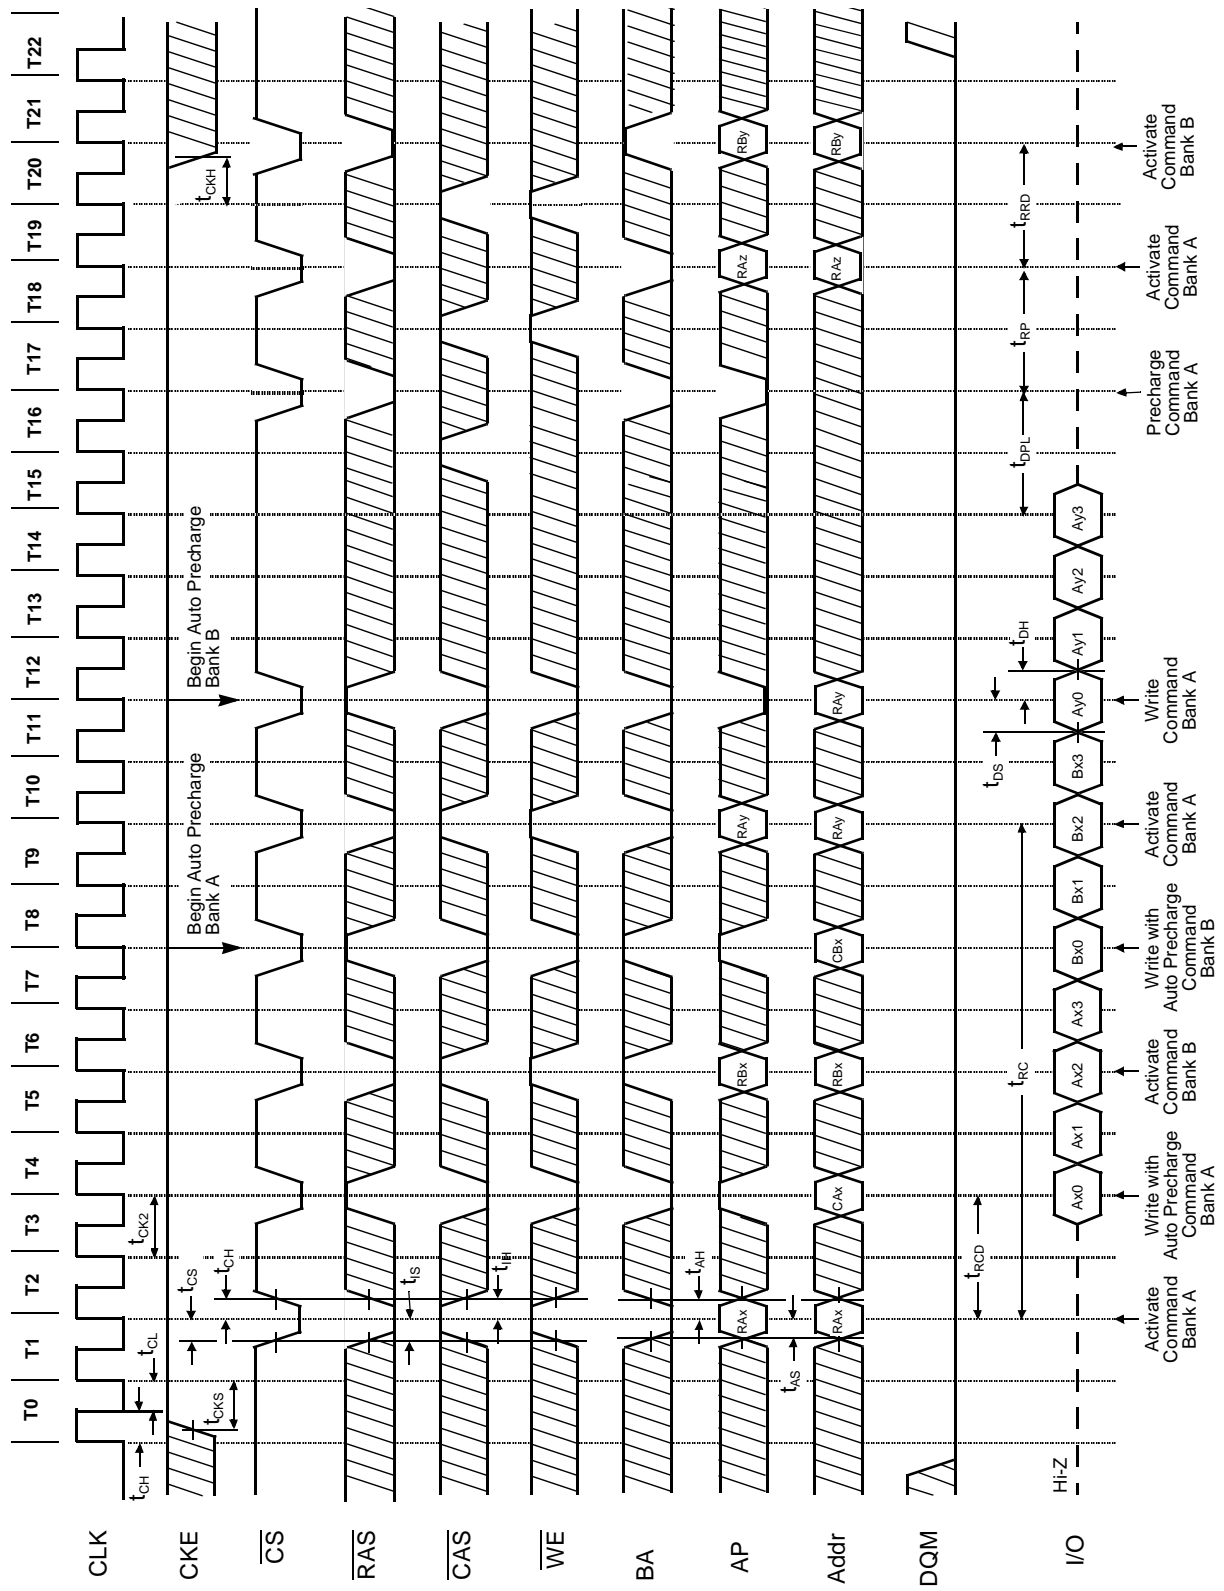 T0 T1 T2 T3 T4 T5 T6 T7 T8 T9 T10 T11 T12 T13 T14 T15 T16 T17 T18 T19 T20 T21 T22
CLK
tCH
tCL
tCK2
CKE
tCKS
tCS
Begin Auto Precharge
Bank A
Begin Auto Precharge
Bank B
tCKH
CS
tCH
RAS
tIS
CAS
tIH
WE
BA
tAH
AP
RAx RBx RAy RAz RBy
tAS
Addr
RAx CAx RBx CBx RAy RAy RAz RBy
DQM
tRCD
tDS
tRC
tDH
tDPL
tRP
tRRD
I/O
Hi-Z
Ax0 Ax1 Ax2 Ax3 Bx0 Bx1 Bx2 Bx3 Ay0 Ay1 Ay2 Ay3
Activate
Command
Bank A
Write with
Auto Precharge
Command
Bank A
Activate
Command
Bank B
Write with
Auto Precharge
Command
Bank B
Activate
Command
Bank A
Write
Command
Bank A
Precharge
Command
Bank A
Activate
Command
Bank A
Activate
Command
Bank B